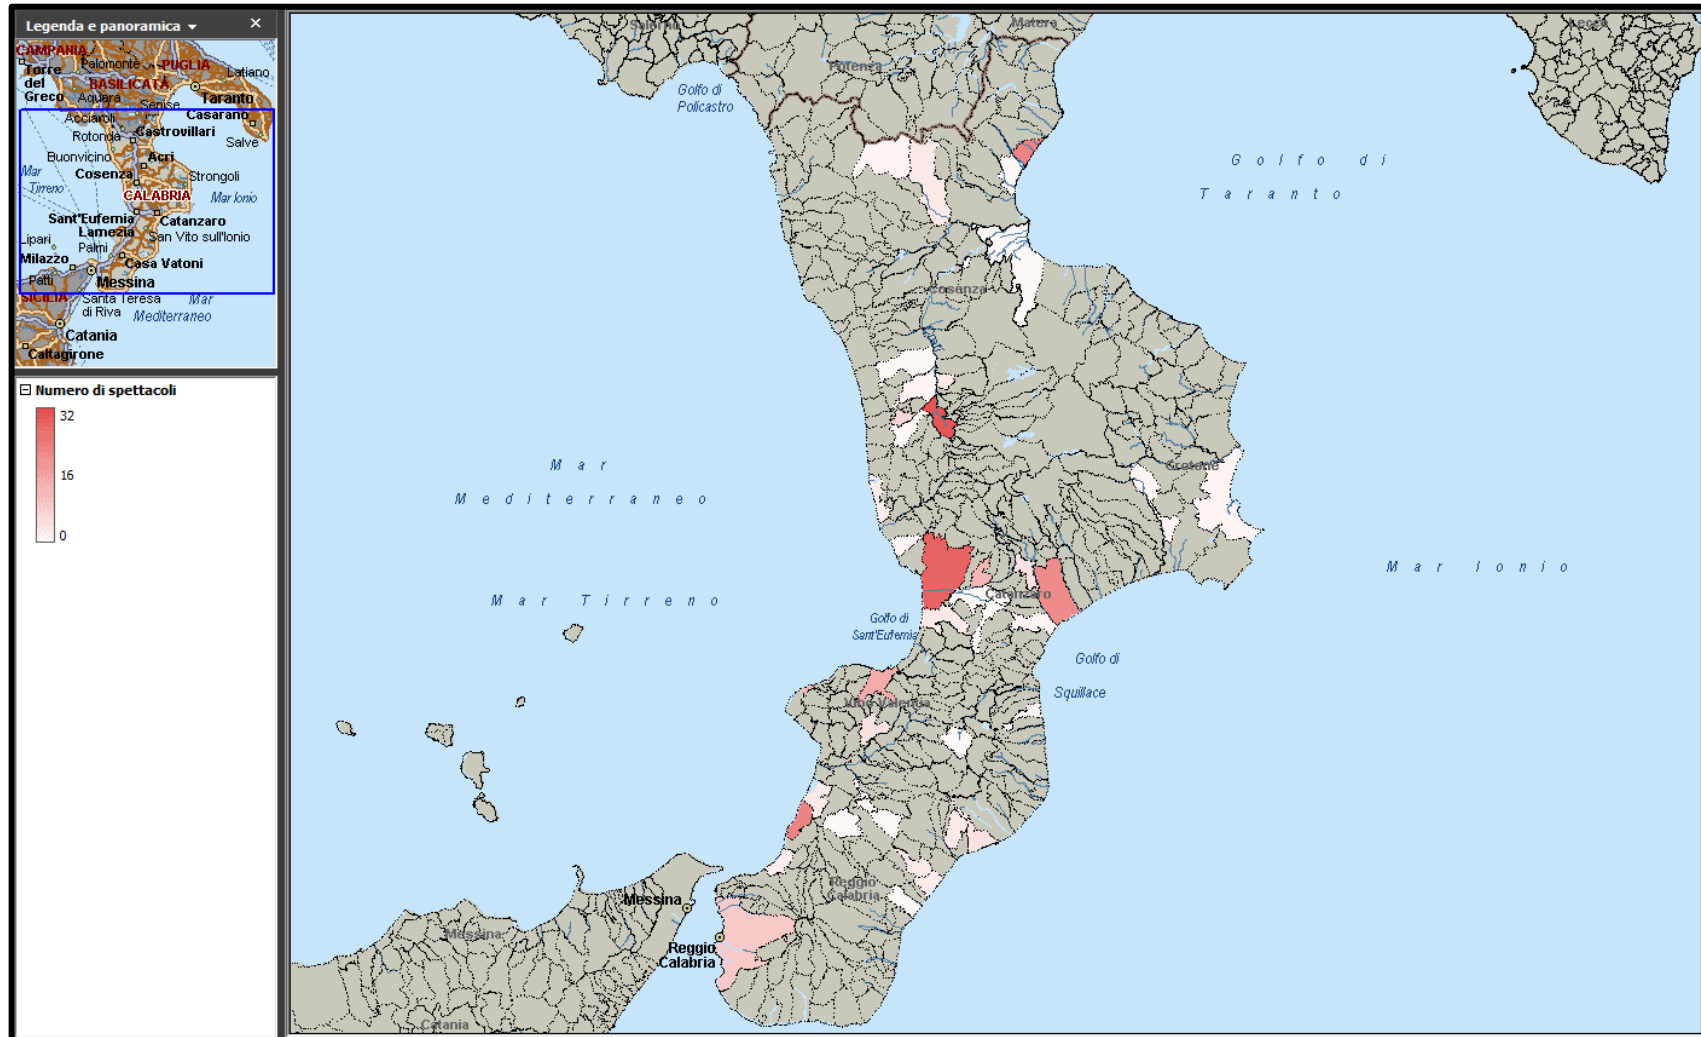 Legenda e panoramica
CAMPANIA
Palomonte
PUGLIA
Torre
del
Greco
Latiano
BASILICATA
Aquara
Taranto
Senise
Casarano
Acciaroli
Rotonda
Castrovillari
Salve
Buonvicino
Acri
Mar
Tirreno
Cosenza
Strongoli
CALABRIA
Mar Ionio
Sant'Eufemia
Lamezia
Catanzaro
San Vito sull'Ionio
Lipari
Palmi
Milazzo
Casa Vatoni
Patti
Messina
SICILIA
Santa Teresa
di Riva
Mar
Mediterraneo
Catania
Caltagirone
Numero di spettacoli
32
16
0
Salerno
Matera
Lecce
Potenza
Golfo di
Policastro
Golfo di
Taranto
Cosenza
Crati
Mar
Mediterraneo
Crotone
Mar Ionio
Mar Tirreno
Catanzaro
Golfo di
Sant'Eufemia
Golfo di
Squillace
Vibo Valentia
Reggio
Calabria
Messina
Messina
Reggio
Calabria
Catania